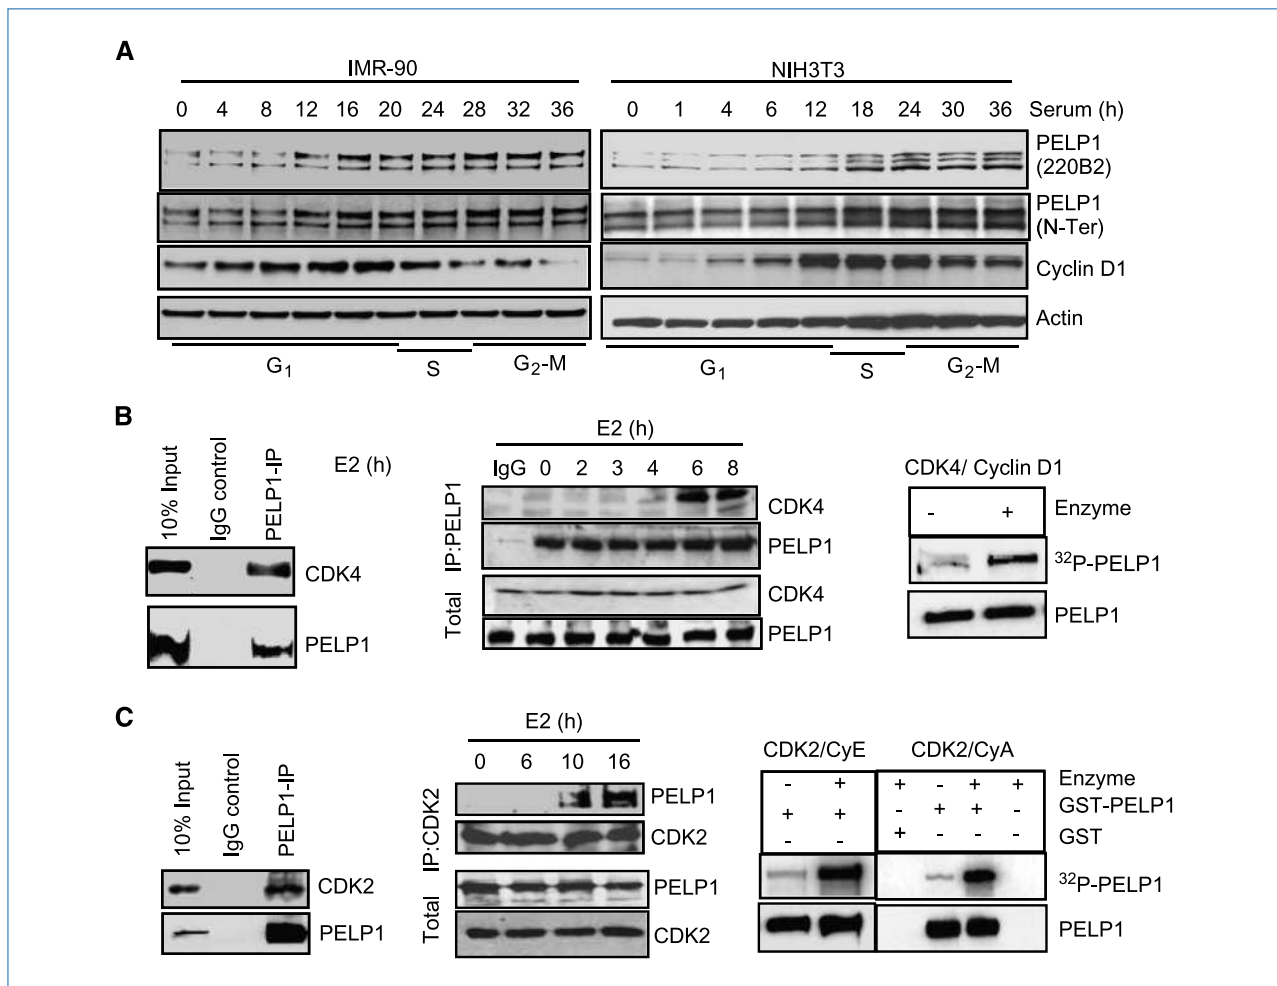 A
IMR-90
NIH3T3
0 4 8 12 16 20 24 28 32 36
0 1 4 6 12 18 24 30 36 Serum (h)
PELP1
(220B2)
PELP1
(N-Ter)
Cyclin D1
Actin
G1 S G2-M
G1 S G2-M
B
10% Input
IgG control
PELP1-IP
E2 (h)
CDK4
PELP1
E2 (h)
IgG 0 2 3 4 6 8
IP:PELP1
CDK4
PELP1
Total
CDK4
PELP1
CDK4/ Cyclin D1
- + Enzyme
32P-PELP1
PELP1
C
10% Input
IgG control
PELP1-IP
CDK2
PELP1
E2 (h)
0 6 10 16
IP:CDK2
PELP1
CDK2
Total
PELP1
CDK2
CDK2/CyE CDK2/CyA
- + + - + + Enzyme
+ + - + + - GST-PELP1
- - + - - - GST
32P-PELP1
PELP1